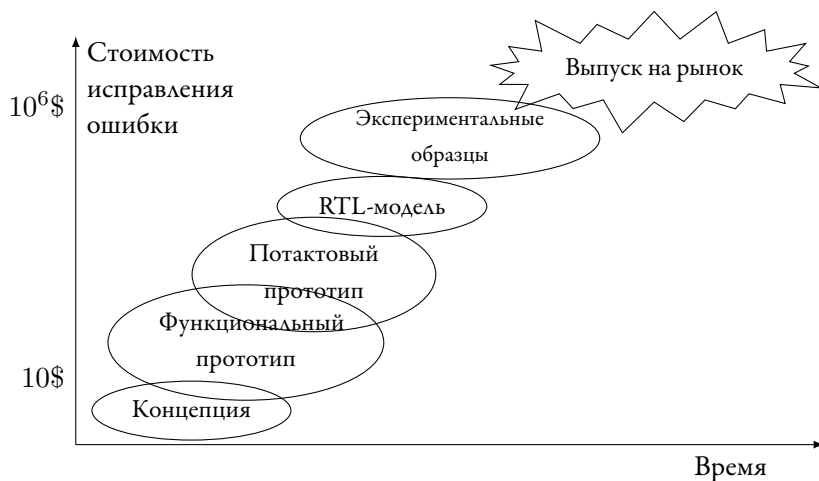 Стоимость
исправления
ошибки
10⁶$
Выпуск на рынок
Экспериментальные
образцы
RTL-модель
Потактовый
прототип
Функциональный
прототип
10$
Концепция
Время